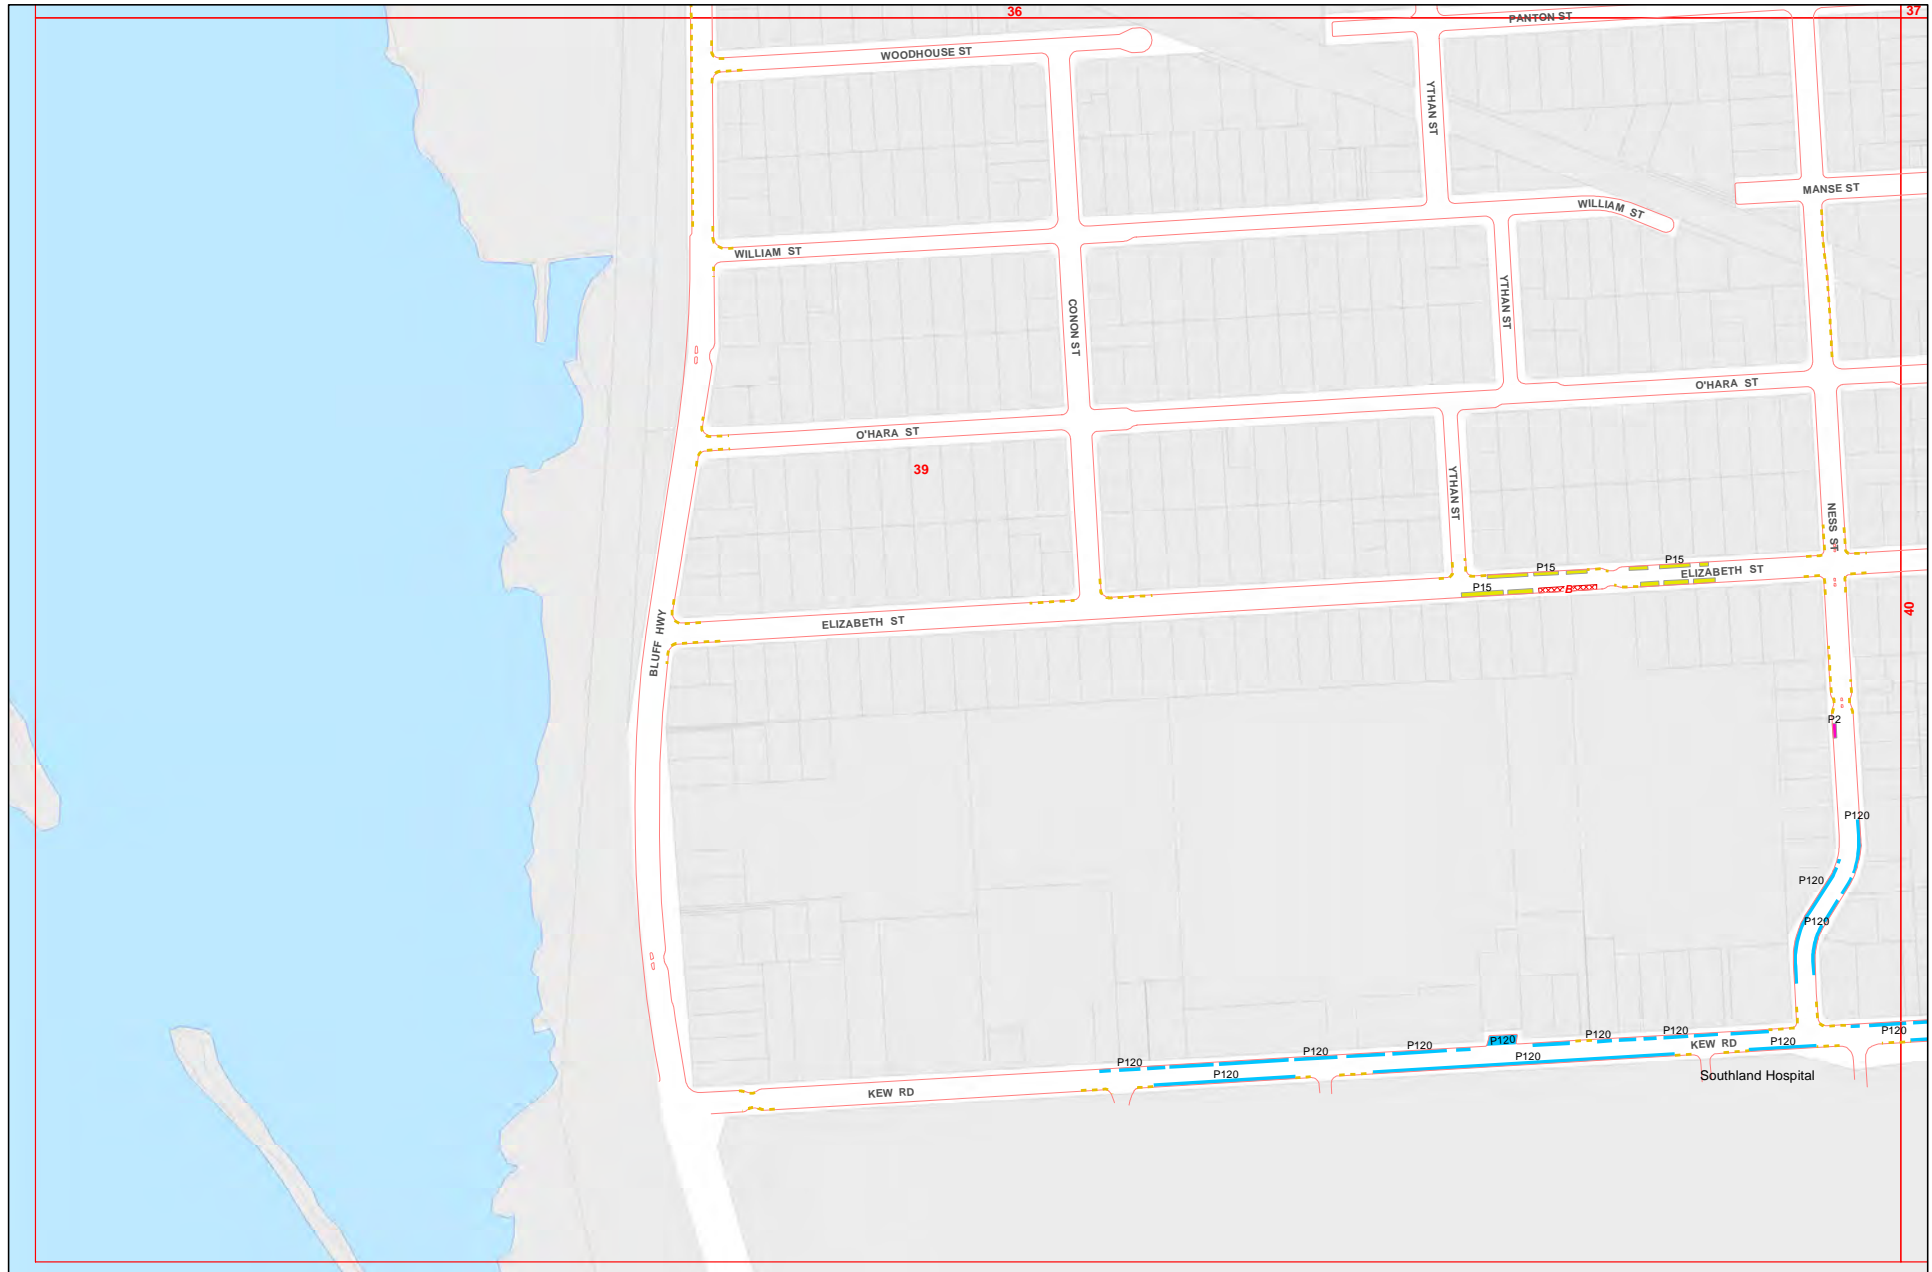 36
37
PANTON ST
WOODHOUSE ST
YTHAN ST
MANSE ST
WILLIAM ST
WILLIAM ST
YTHAN ST
CONON ST
O'HARA ST
O'HARA ST
39
YTHAN ST
NESS ST
P15
P15
ELIZABETH ST
P15
B
40
ELIZABETH ST
BLUFF HWY
P2
P120
P120
P120
P120
P120
P120
P120
P120
P120
P120
KEW RD
P120
P120
P120
P120
Southland Hospital
KEW RD